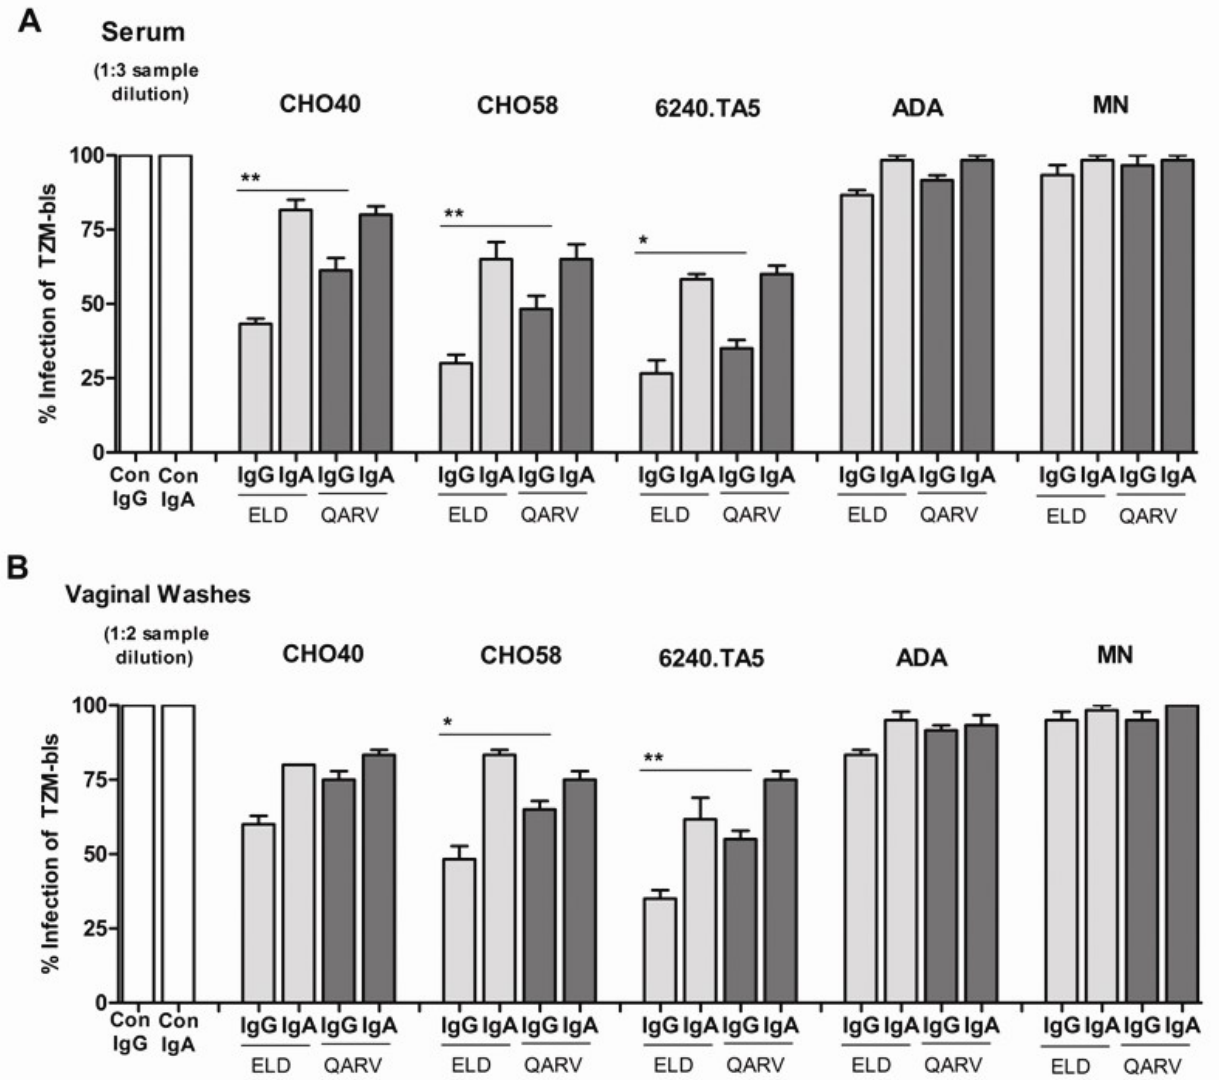 A
Serum
(1:3 sample
dilution)
CHO40 CHO58 6240.TA5 ADA MN
**
**
*
% Infection of TZM-bls
100
75
50
25
0
Con Con IgG IgA IgG IgA IgG IgA IgG IgA IgG IgA IgG IgA IgG IgA IgG IgA IgG IgA IgG IgA
IgG IgA
ELD QARV ELD QARV ELD QARV ELD QARV ELD QARV
B
Vaginal Washes
(1:2 sample
dilution)
CHO40 CHO58 6240.TA5 ADA MN
*
**
% Infection of TZM-bls
100
75
50
25
0
Con Con IgG IgA IgG IgA IgG IgA IgG IgA IgG IgA IgG IgA IgG IgA IgG IgA IgG IgA IgG IgA
IgG IgA
ELD QARV ELD QARV ELD QARV ELD QARV ELD QARV